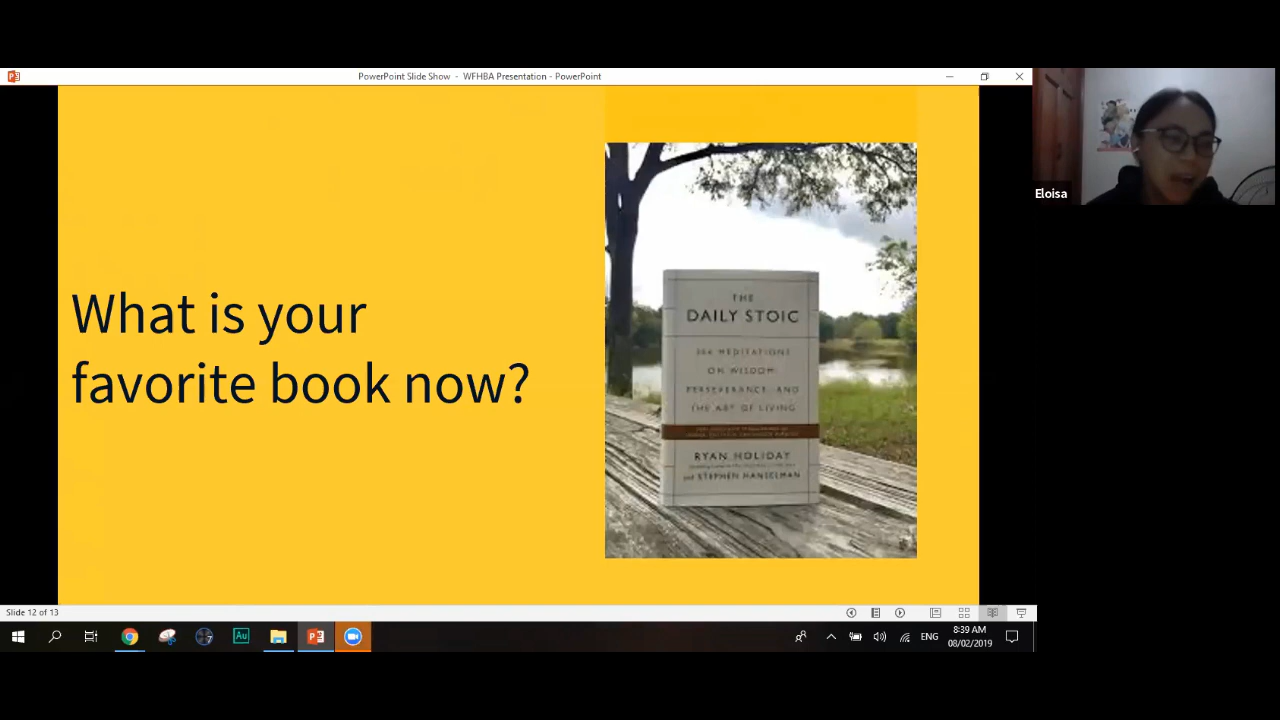 PowerPoint Slide Show - WFHBA Presentation - PowerPoint
What is your
favorite book now?
THE
DAILY STOIC
366 MEDITATIONS
ON WISDOM,
PERSEVERANCE, AND
THE ART OF LIVING
RYAN HOLIDAY
and STEPHEN HANSELMAN
Eloisa
Slide 12 of 13
Au
ENG
8:39 AM
08/02/2019